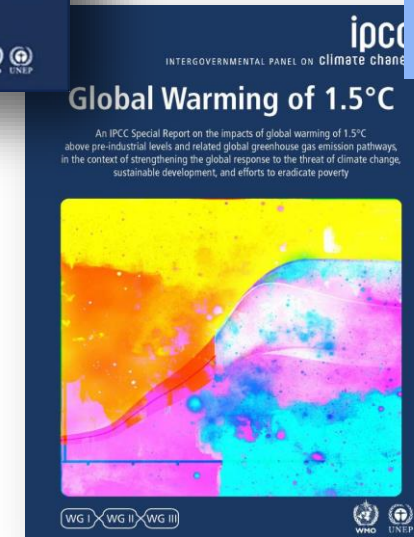 UNEP
ipcc
INTERGOVERNMENTAL PANEL ON climate change
Global Warming of 1.5°C
An IPCC Special Report on the impacts of global warming of 1.5°C
above pre-industrial levels and related global greenhouse gas emission pathways,
in the context of strengthening the global response to the threat of climate change,
sustainable development, and efforts to eradicate poverty
WG I WG II WG III
WMO UNEP